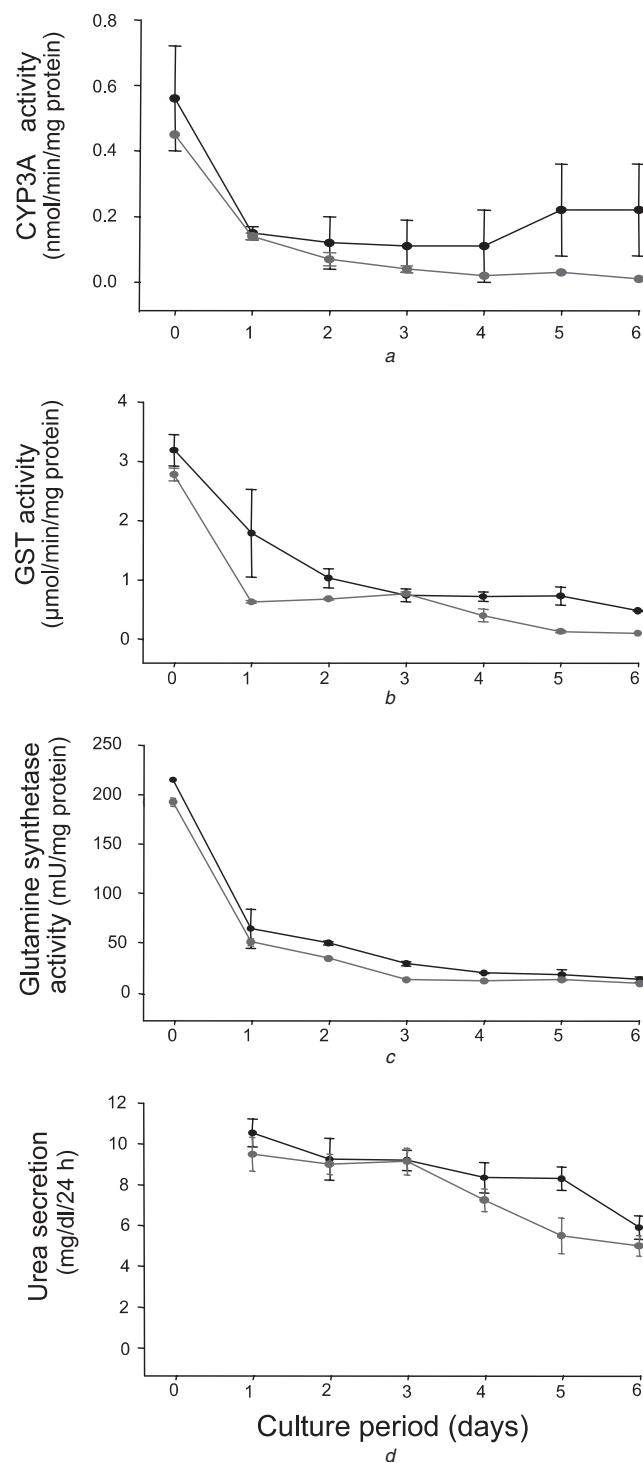 CYP3A activity
(nmol/min/mg protein)
0.8
0.6
0.4
0.2
0.0
0 1 2 3 4 5 6
a
GST activity
(μmol/min/mg protein)
4
3
2
1
0
0 1 2 3 4 5 6
b
Glutamine synthetase
activity (mU/mg protein)
250
200
150
100
50
0
0 1 2 3 4 5 6
c
Urea secretion
(mg/dl/24 h)
12
10
8
6
4
2
0
0 1 2 3 4 5 6
Culture period (days)
d